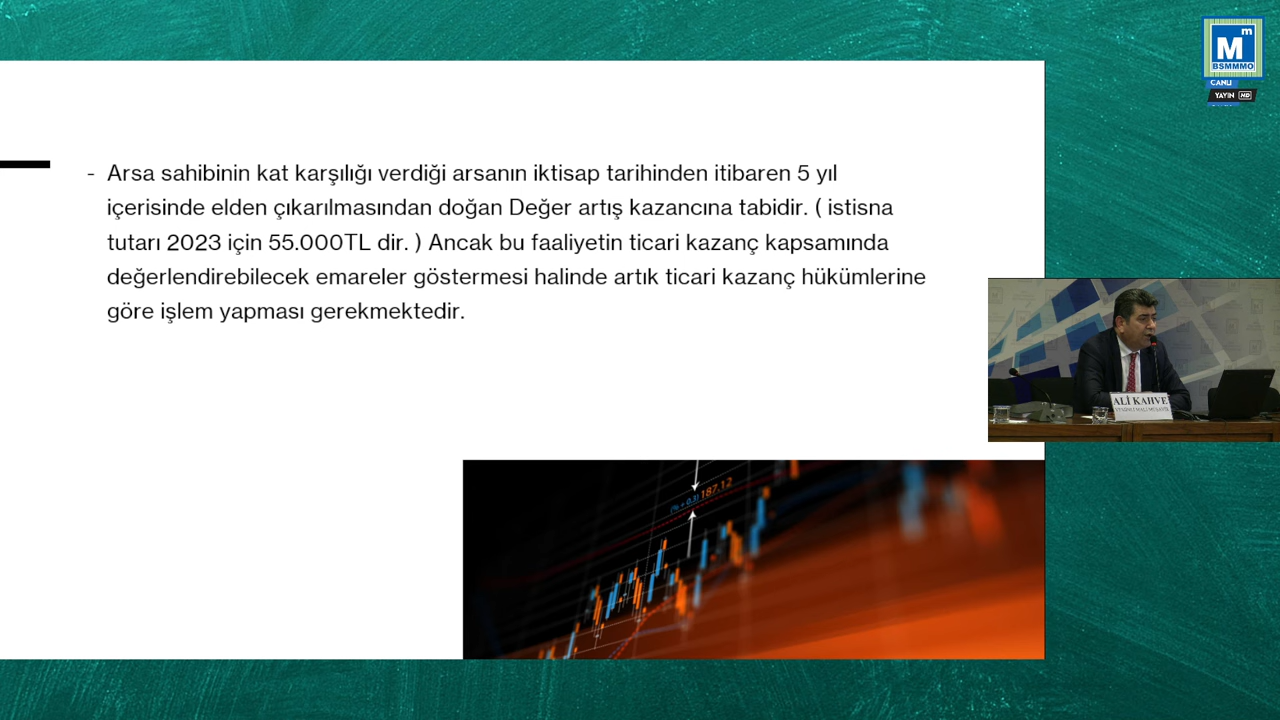 - Arsa sahibinin kat karşılığı verdiği arsanın iktisap tarihinden itibaren 5 yıl
içerisinde elden çıkarılmasından doğan Değer artış kazancına tabidir. ( istisna
tutarı 2023 için 55.000TL dir. ) Ancak bu faaliyetin ticari kazanç kapsamında
değerlendirebilecek emareler göstermesi halinde artık ticari kazanç hükümlerine
göre işlem yapması gerekmektedir.
m
M
BSMMMO
CANLI
YAYIN HD
ALİ KAHVE
(% + 0.3) 187.12